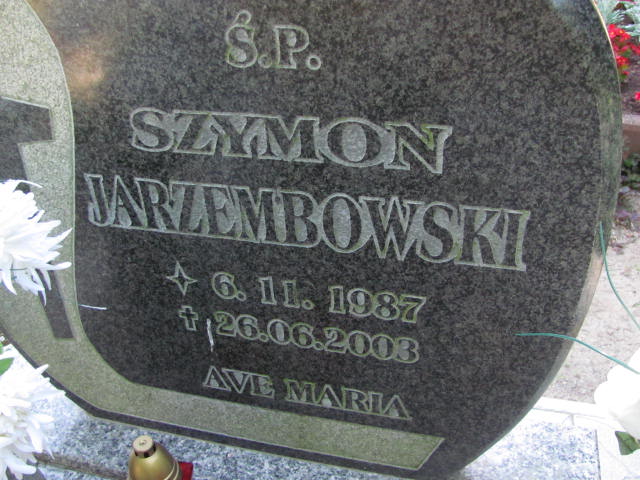 Ś.P.
SZYMON
JARZEMBOWSKI
6. 11. 1987
26.06.2003
AVE MARIA